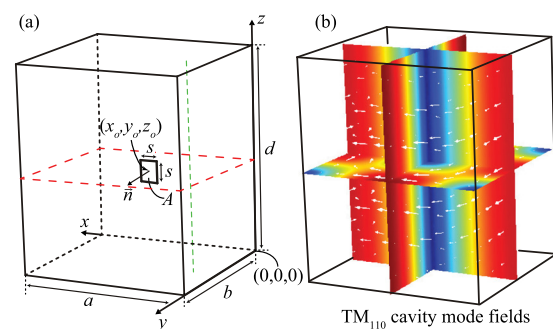 (a)
z
(b)
(x₀,y₀,z₀)
s
s
d
n⃗
A
x
(0,0,0)
a
b
y
TM₁₁₀ cavity mode fields